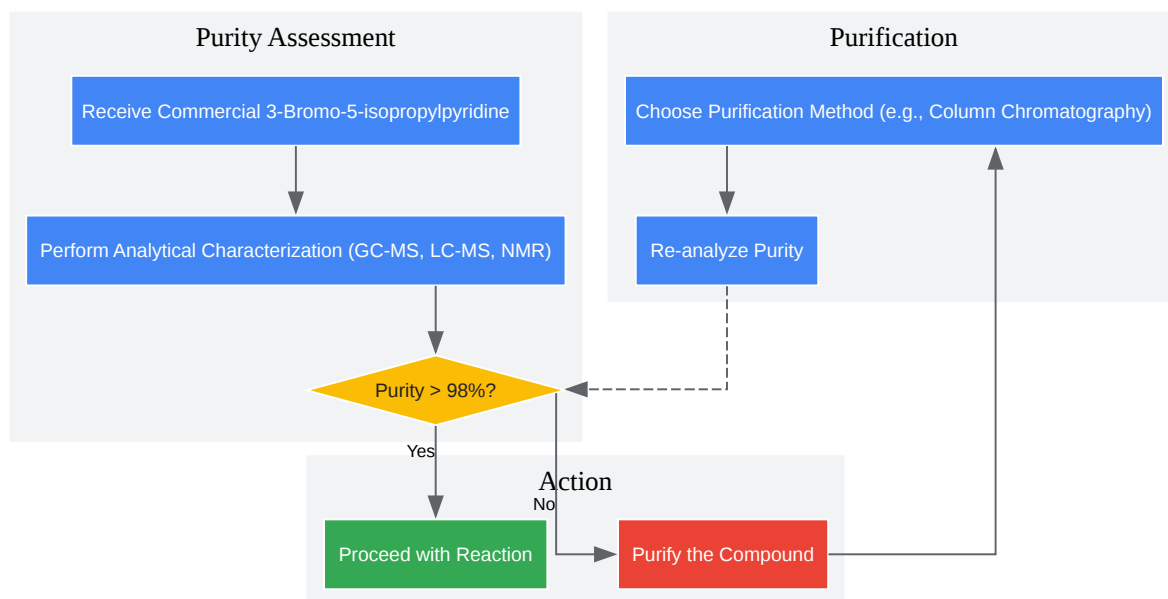 Purity Assessment
Receive Commercial 3-Bromo-5-isopropylpyridine
Perform Analytical Characterization (GC-MS, LC-MS, NMR)
Purity > 98%?
Purification
Choose Purification Method (e.g., Column Chromatography)
Re-analyze Purity
Yes
Action
No
Proceed with Reaction
Purify the Compound